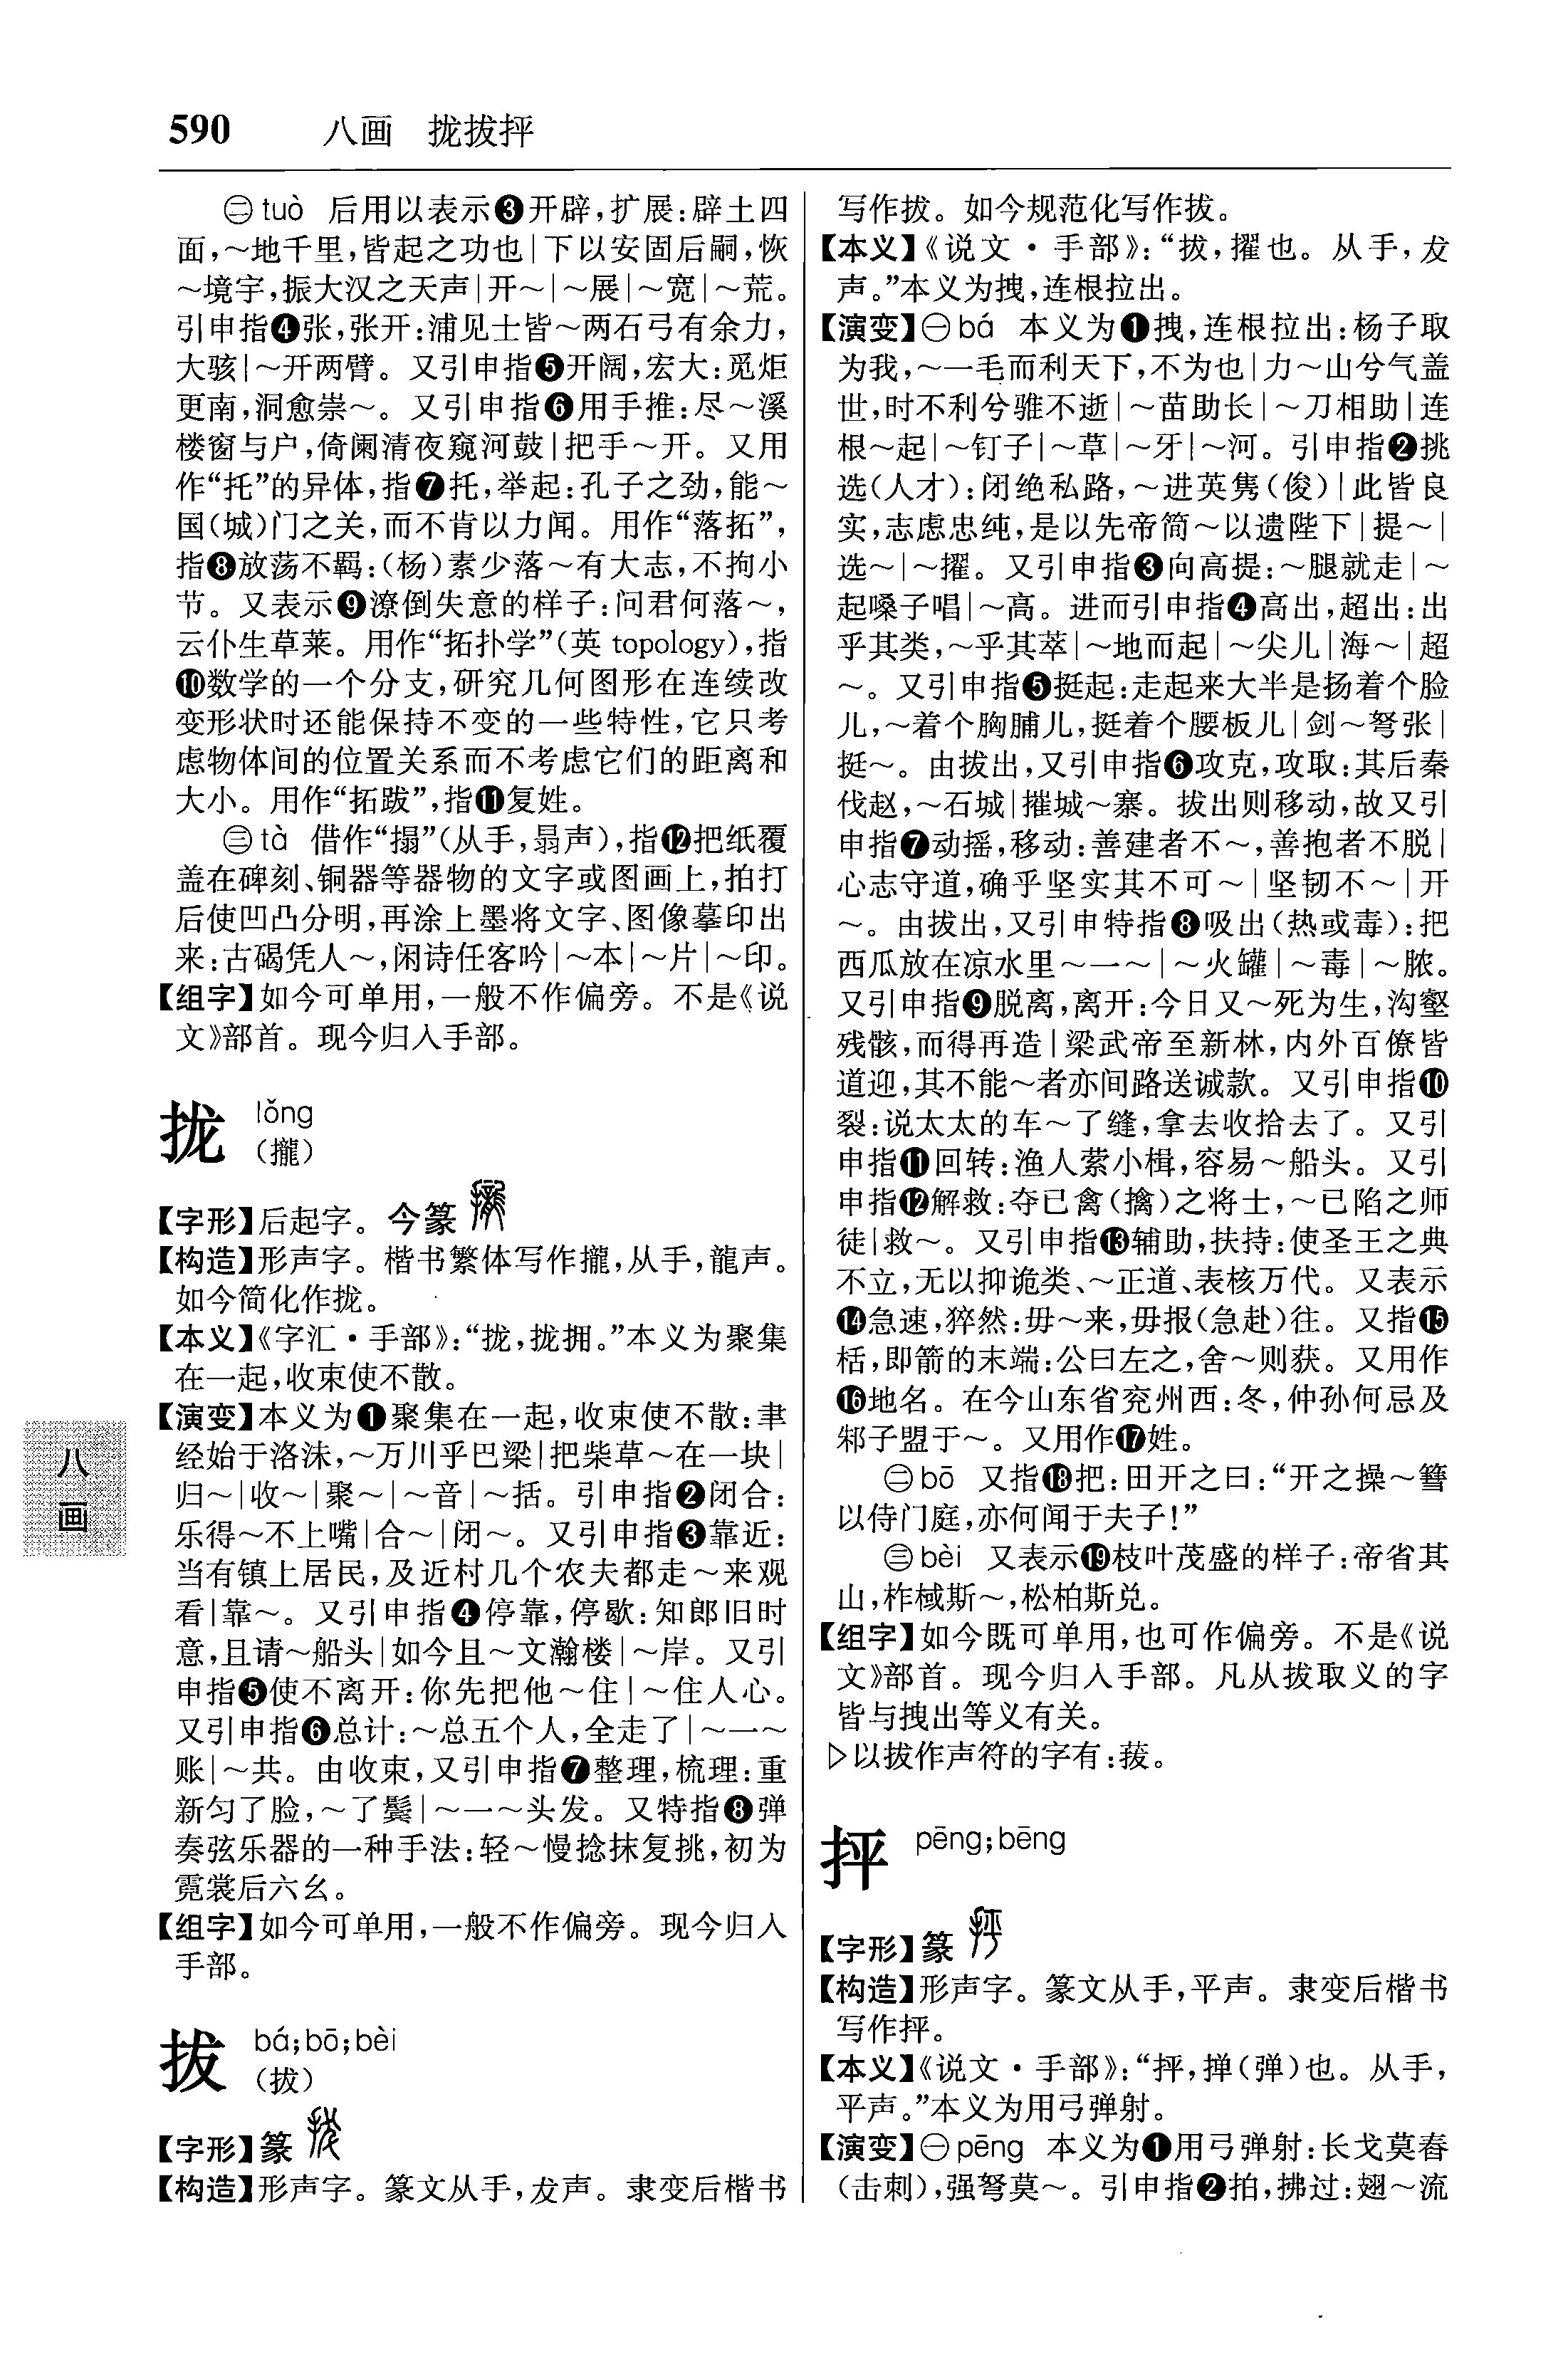 590 八画 拢拔抨
㊁tuò 后用以表示❸开辟,扩展:辟土四
面,～地千里,皆起之功也|下以安固后嗣,恢
～境宇,振大汉之天声|开～|～展|～宽|～荒。
引申指❹张,张开:浦见士皆～两石弓有余力,
大骇|～开两臂。又引申指❺开阔,宏大:觅炬
更南,洞愈崇～。又引申指❻用手推:尽～溪
楼窗与户,倚阑清夜窥河鼓|把手～开。又用
作“托”的异体,指❼托,举起:孔子之劲,能～
国(城)门之关,而不肯以力闻。用作“落拓”,
指❽放荡不羁:(杨)素少落～有大志,不拘小
节。又表示❾潦倒失意的样子:问君何落～,
云仆生草莱。用作“拓扑学”(英 topology),指
❿数学的一个分支,研究几何图形在连续改
变形状时还能保持不变的一些特性,它只考
虑物体间的位置关系而不考虑它们的距离和
大小。用作“拓跋”,指⓫复姓。
㊂tà 借作“搨”(从手,弱声),指⓬把纸覆
盖在碑刻、铜器等器物的文字或图画上,拍打
后使凹凸分明,再涂上墨将文字、图像摹印出
来:古碣凭人～,闲诗任客吟|～本|～片|～印。
【组字】如今可单用,一般不作偏旁。不是《说
文》部首。现今归入手部。
拢 lǒng
(攏)
【字形】后起字。今篆
【构造】形声字。楷书繁体写作攏,从手,龍声。
如今简化作拢。
【本义】《字汇·手部》:“拢,拢拥。”本义为聚集
在一起,收束使不散。
【演变】本义为❶聚集在一起,收束使不散:聿
经始于洛沬,～万川乎巴梁|把柴草～在一块|
归～|收～|聚～|～音|～括。引申指❷闭合:
乐得～不上嘴|合～|闭～。又引申指❸靠近:
当有镇上居民,及近村几个农夫都走～来观
看|靠～。又引申指❹停靠,停歇:知郎旧时
意,且请～船头|如今且～文瀚楼|～岸。又引
申指❺使不离开:你先把他～住|～住人心。
又引申指❻总计:～总五个人,全走了|～一～
账|～共。由收束,又引申指❼整理,梳理:重
新匀了脸,～了鬓|～一～头发。又特指❽弹
奏弦乐器的一种手法:轻～慢捻抹复挑,初为
霓裳后六幺。
【组字】如今可单用,一般不作偏旁。现今归入
手部。
拔 bá;bō;bèi
(拔)
【字形】篆
【构造】形声字。篆文从手,犮声。隶变后楷书
写作拔。如今规范化写作拔。
【本义】《说文·手部》:“拔,擢也。从手,犮
声。”本义为拽,连根拉出。
【演变】㊀bá 本义为❶拽,连根拉出:杨子取
为我,～一毛而利天下,不为也|力～山兮气盖
世,时不利兮骓不逝|～苗助长|～刀相助|连
根～起|～钉子|～草|～牙|～河。引申指❷挑
选(人才):闭绝私路,～进英隽(俊)|此皆良
实,志虑忠纯,是以先帝简～以遗陛下|提～|
选～|～擢。又引申指❸向高提:～腿就走|～
起嗓子唱|～高。进而引申指❹高出,超出:出
乎其类,～乎其萃|～地而起|～尖儿|海～|超
～。又引申指❺挺起:走起来大半是扬着个脸
儿,～着个胸脯儿,挺着个腰板儿|剑～弩张|
挺～。由拔出,又引申指❻攻克,攻取:其后秦
伐赵,～石城|摧城～寨。拔出则移动,故又引
申指❼动摇,移动:善建者不～,善抱者不脱|
心志守道,确乎坚实其不可～|坚韧不～|开
～。由拔出,又引申特指❽吸出(热或毒):把
西瓜放在凉水里～一～|～火罐|～毒|～脓。
又引申指❾脱离,离开:今日又～死为生,沟壑
残骸,而得再造|梁武帝至新林,内外百僚皆
道迎,其不能～者亦间路送诚款。又引申指❿
裂:说太太的车～了缝,拿去收拾去了。又引
申指⓫回转:渔人萦小楫,容易～船头。又引
申指⓬解救:夺已禽(擒)之将士,～已陷之师
徒|救～。又引申指⓭辅助,扶持:使圣王之典
不立,无以抑诡类、～正道、表核万代。又表示
⓮急速,猝然:毋～来,毋报(急赴)往。又指⓯
栝,即箭的末端:公曰左之,舍～则获。又用作
⓰地名。在今山东省兖州西:冬,仲孙何忌及
邾子盟于～。又用作⓱姓。
㊁bō 又指⓲把:田开之曰:“开之操～篲
以侍门庭,亦何闻于夫子!”
㊂bèi 又表示⓳枝叶茂盛的样子:帝省其
山,柞棫斯～,松柏斯兑。
【组字】如今既可单用,也可作偏旁。不是《说
文》部首。现今归入手部。凡从拔取义的字
皆与拽出等义有关。
▷以拔作声符的字有:菝。
抨 pēng;bēng
【字形】篆
【构造】形声字。篆文从手,平声。隶变后楷书
写作抨。
【本义】《说文·手部》:“抨,掸(弹)也。从手,
平声。”本义为用弓弹射。
【演变】㊀pēng 本义为❶用弓弹射:长戈莫舂
(击刺),强弩莫～。引申指❷拍,拂过:翅～流
八
画